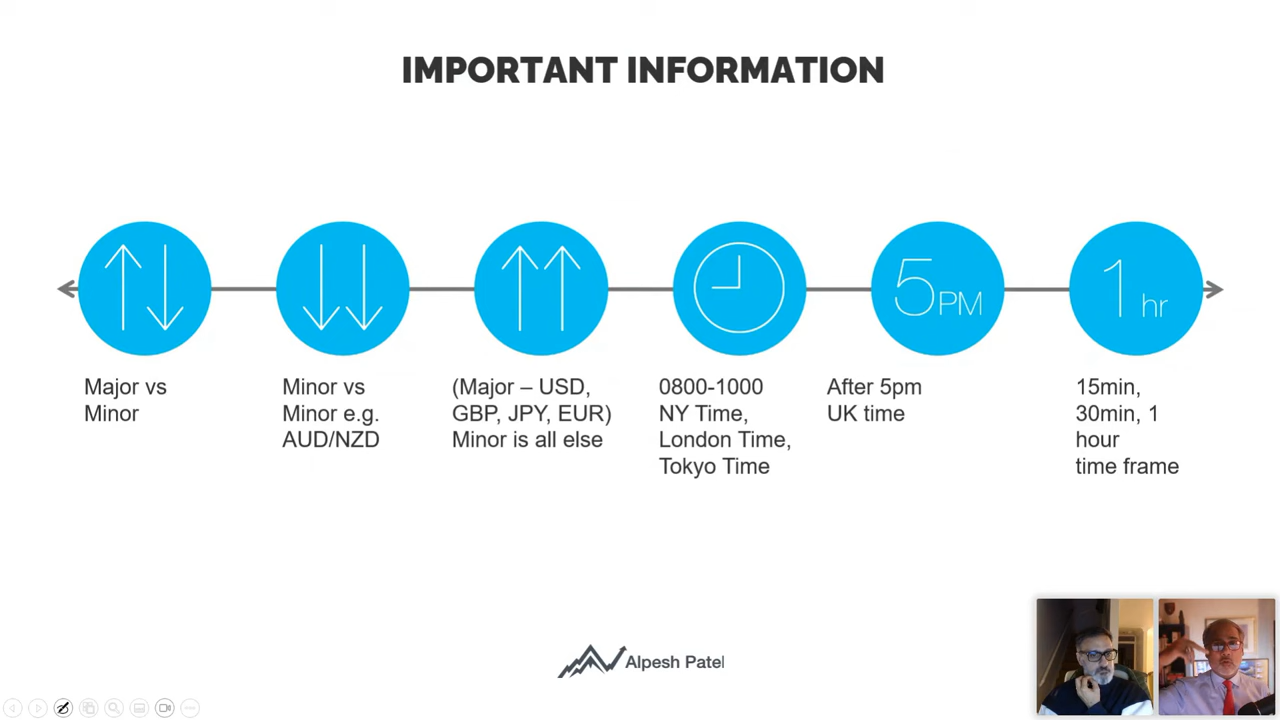 IMPORTANT INFORMATION
5PM
1 hr
Major vs
Minor
Minor vs
Minor e.g.
AUD/NZD
(Major – USD,
GBP, JPY, EUR)
Minor is all else
0800-1000
NY Time,
London Time,
Tokyo Time
After 5pm
UK time
15min,
30min, 1
hour
time frame
Alpesh Patel